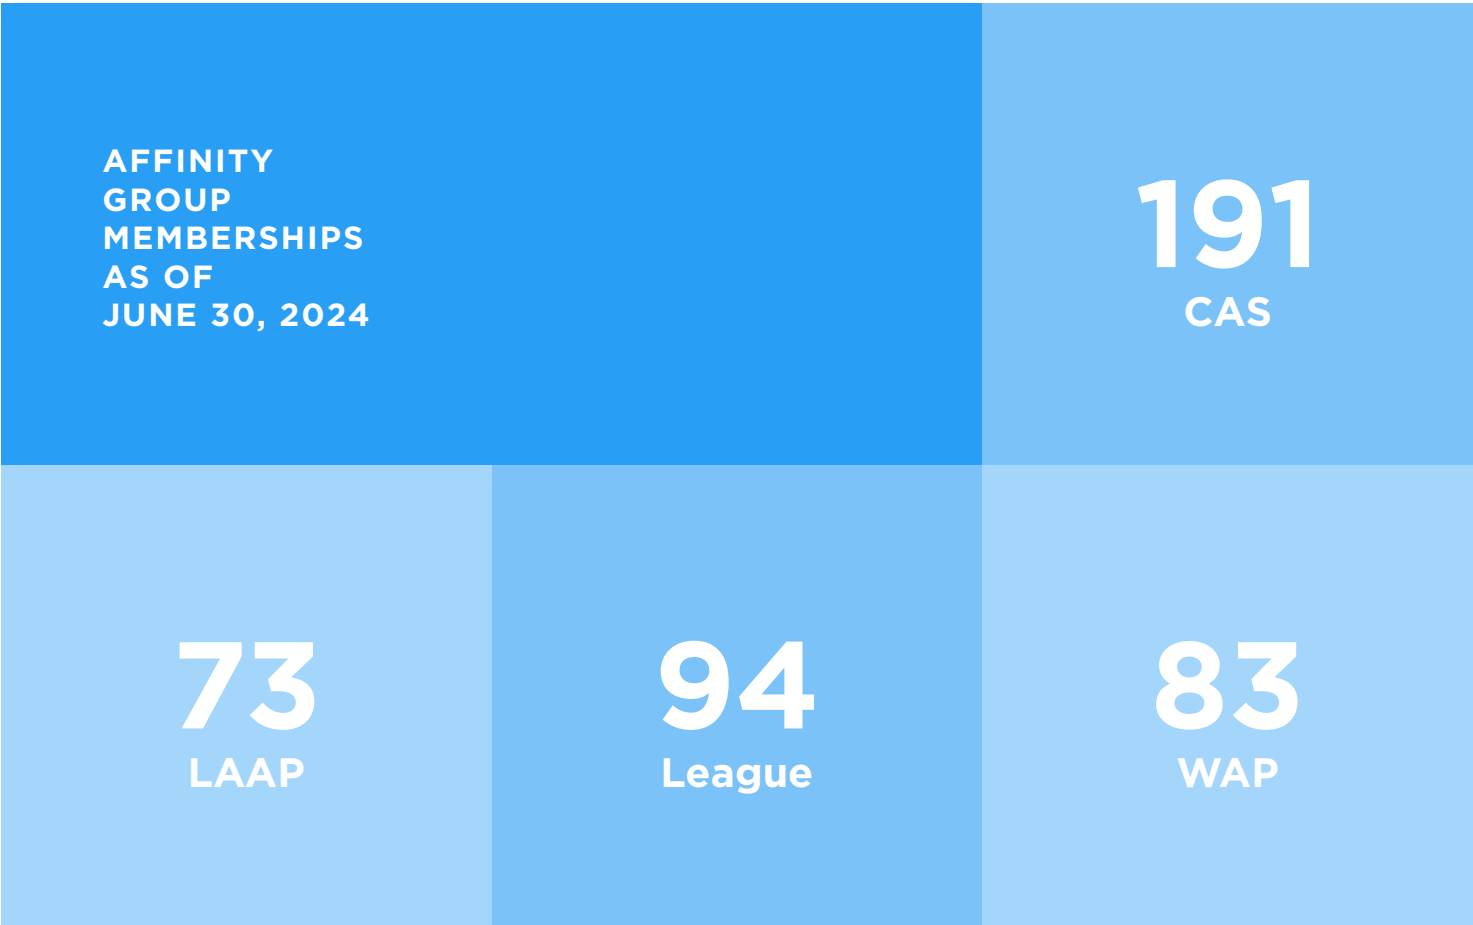 AFFINITY
GROUP
MEMBERSHIPS
AS OF
JUNE 30, 2024
191
CAS
73
LAAP
94
League
83
WAP